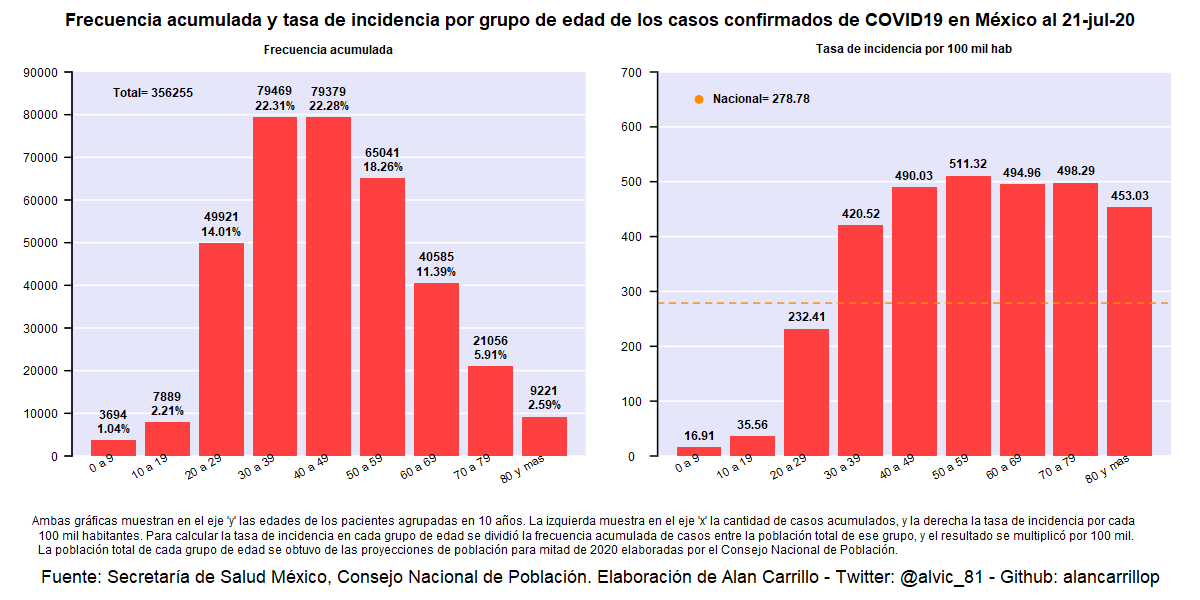 Frecuencia acumulada y tasa de incidencia por grupo de edad de los casos confirmados de COVID19 en México al 21-jul-20
Frecuencia acumulada
90000
80000
70000
60000
50000
40000
30000
20000
10000
0
Total= 356255
3694
1.04%
7889
2.21%
49921
14.01%
79469
22.31%
79379
22.28%
65041
18.26%
40585
11.39%
21056
5.91%
9221
2.59%
0 a 9
10 a 19
20 a 29
30 a 39
40 a 49
50 a 59
60 a 69
70 a 79
80 y mas
Tasa de incidencia por 100 mil hab
700
600
500
400
300
200
100
0
Nacional= 278.78
16.91
35.56
232.41
420.52
490.03
511.32
494.96
498.29
453.03
0 a 9
10 a 19
20 a 29
30 a 39
40 a 49
50 a 59
60 a 69
70 a 79
80 y mas
Ambas gráficas muestran en el eje 'y' las edades de los pacientes agrupadas en 10 años. La izquierda muestra en el eje 'x' la cantidad de casos acumulados, y la derecha la tasa de incidencia por cada
100 mil habitantes. Para calcular la tasa de incidencia en cada grupo de edad se dividió la frecuencia acumulada de casos entre la población total de ese grupo, y el resultado se multiplicó por 100 mil.
La población total de cada grupo de edad se obtuvo de las proyecciones de población para mitad de 2020 elaboradas por el Consejo Nacional de Población.
Fuente: Secretaría de Salud México, Consejo Nacional de Población. Elaboración de Alan Carrillo - Twitter: @alvic_81 - Github: alancarrillop